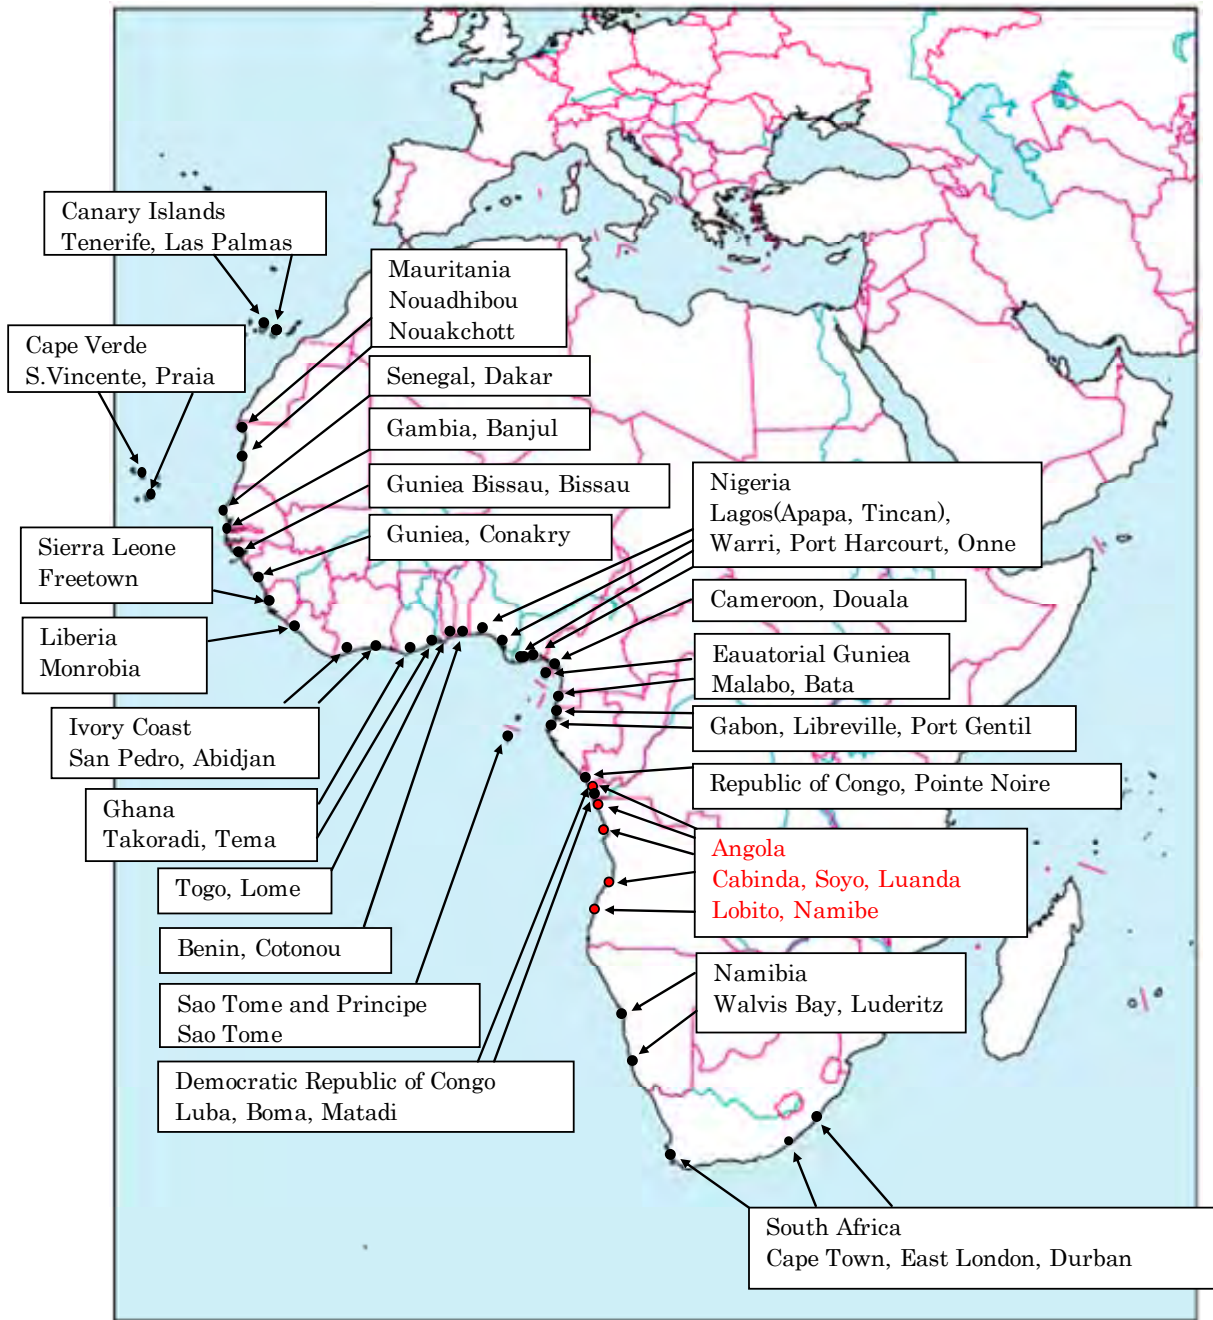 Canary Islands
Tenerife, Las Palmas
Mauritania
Nouadhibou
Nouakchott
Cape Verde
S.Vincente, Praia
Senegal, Dakar
Gambia, Banjul
Guniea Bissau, Bissau
Nigeria
Lagos(Apapa, Tincan),
Warri, Port Harcourt, Onne
Guniea, Conakry
Sierra Leone
Freetown
Cameroon, Douala
Liberia
Monrobia
Eauatorial Guniea
Malabo, Bata
Ivory Coast
San Pedro, Abidjan
Gabon, Libreville, Port Gentil
Republic of Congo, Pointe Noire
Ghana
Takoradi, Tema
Angola
Cabinda, Soyo, Luanda
Lobito, Namibe
Togo, Lome
Benin, Cotonou
Namibia
Walvis Bay, Luderitz
Sao Tome and Principe
Sao Tome
Democratic Republic of Congo
Luba, Boma, Matadi
South Africa
Cape Town, East London, Durban